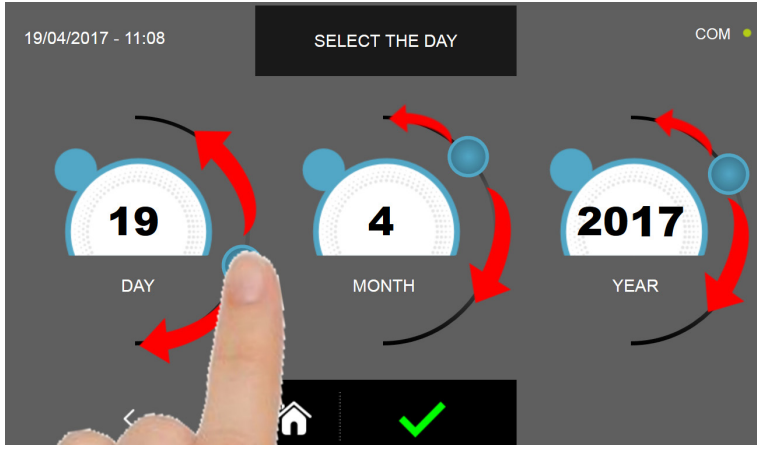 19/04/2017 - 11:08
SELECT THE DAY
COM
19
4
2017
DAY
MONTH
YEAR